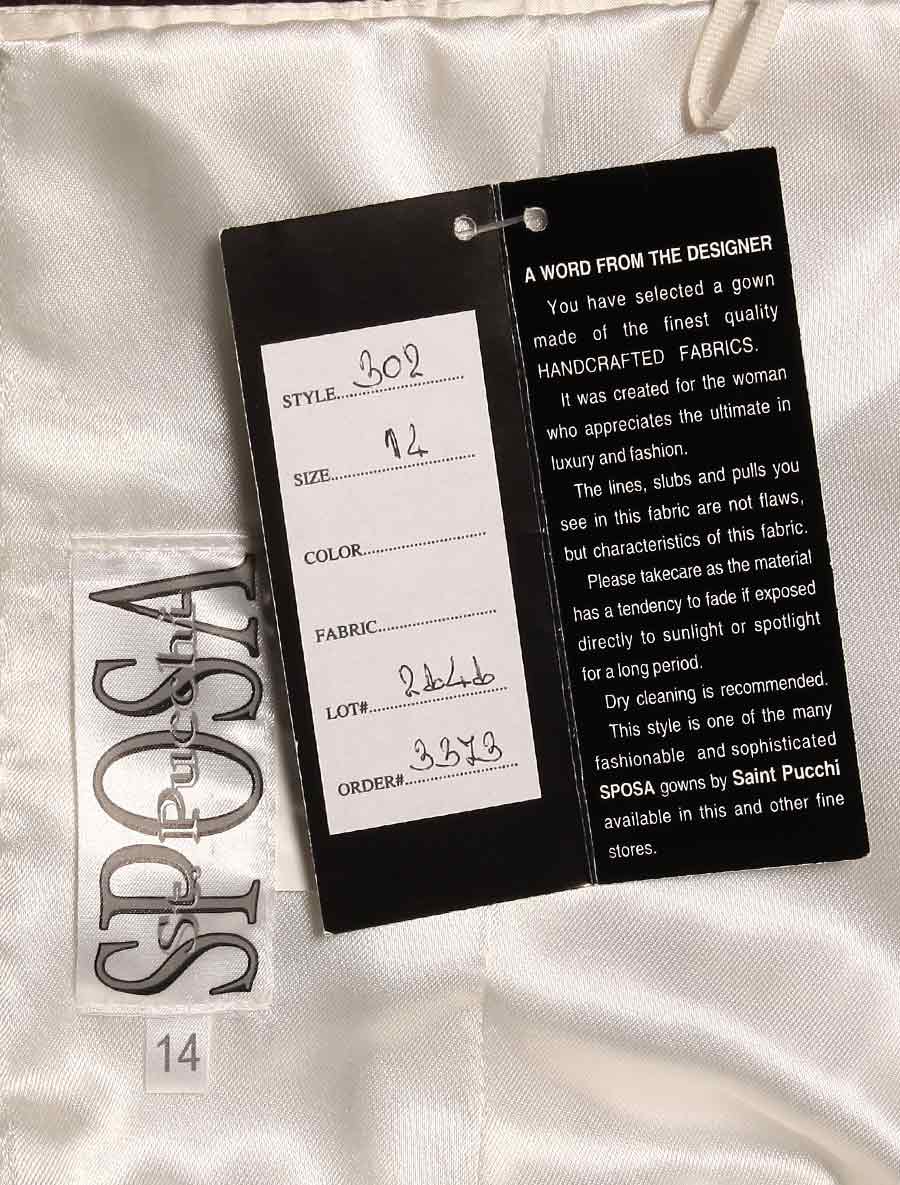 A WORD FROM THE DESIGNER
You have selected a gown
made of the finest quality
HANDCRAFTED FABRICS.
It was created for the woman
who appreciates the ultimate in
luxury and fashion.
The lines, slubs and pulls you
see in this fabric are not flaws,
but characteristics of this fabric.
Please takecare as the material
has a tendency to fade if exposed
directly to sunlight or spotlight
for a long period.
Dry cleaning is recommended.
This style is one of the many
fashionable and sophisticated
SPOSA gowns by Saint Pucchi
available in this and other fine
stores.
STYLE 302
SIZE 14
COLOR
FABRIC
LOT#
ORDER# 3373
SPOSA
St. Pucchi
14